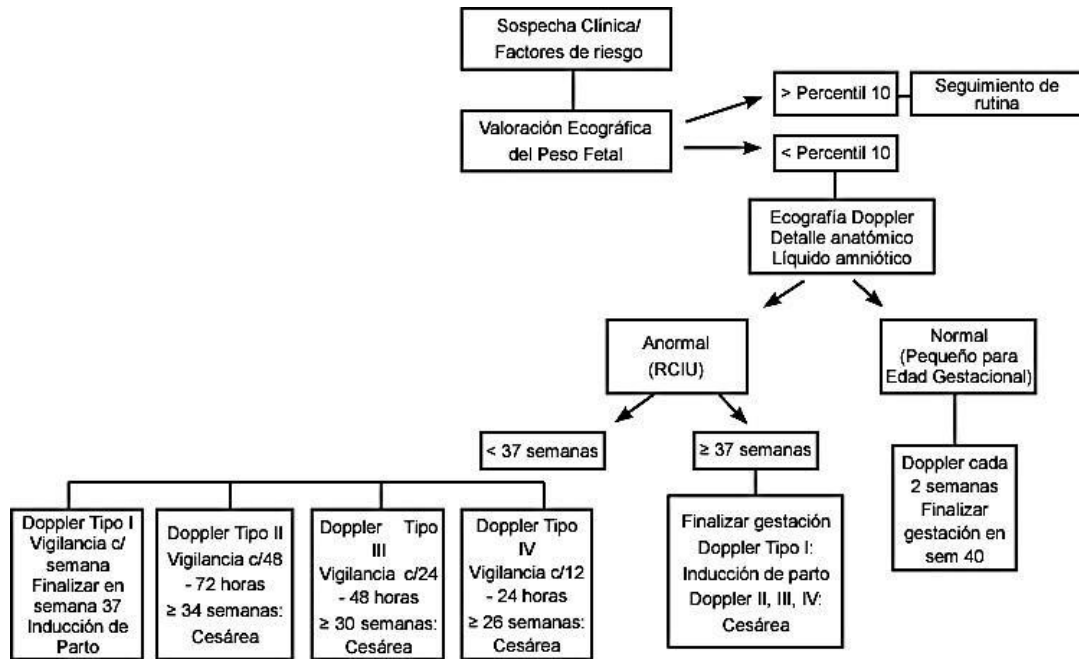 Sospecha Clínica/
Factores de riesgo
Valoración Ecográfica
del Peso Fetal
> Percentil 10
Seguimiento de
rutina
< Percentil 10
Ecografía Doppler
Detalle anatómico
Líquido amniótico
Anormal
(RCIU)
Normal
(Pequeño para
Edad Gestacional)
< 37 semanas
≥ 37 semanas
Doppler cada
2 semanas
Finalizar
gestación en
sem 40
Doppler Tipo I
Vigilancia c/
semana
Finalizar en
semana 37
Inducción de
Parto
Doppler Tipo II
Vigilancia c/48
- 72 horas
≥ 34 semanas:
Cesárea
Doppler Tipo
III
Vigilancia c/24
- 48 horas
≥ 30 semanas:
Cesárea
Doppler Tipo
IV
Vigilancia c/12
- 24 horas
≥ 26 semanas:
Cesárea
Finalizar gestación
Doppler Tipo I:
Inducción de parto
Doppler II, III, IV:
Cesárea